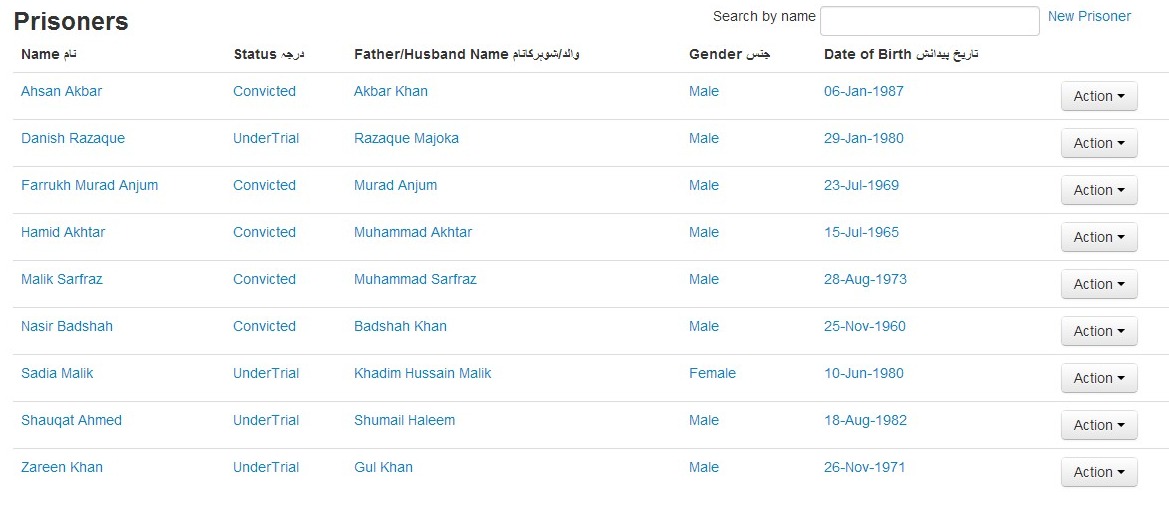 Prisoners
Search by name New Prisoner
Name نام Status درجہ Father/Husband Name والد/شوہرکانام Gender جنس Date of Birth تاریخ پیدائش
Ahsan Akbar Convicted Akbar Khan Male 06-Jan-1987 Action
Danish Razaque UnderTrial Razaque Majoka Male 29-Jan-1980 Action
Farrukh Murad Anjum Convicted Murad Anjum Male 23-Jul-1969 Action
Hamid Akhtar Convicted Muhammad Akhtar Male 15-Jul-1965 Action
Malik Sarfraz Convicted Muhammad Sarfraz Male 28-Aug-1973 Action
Nasir Badshah Convicted Badshah Khan Male 25-Nov-1960 Action
Sadia Malik UnderTrial Khadim Hussain Malik Female 10-Jun-1980 Action
Shauqat Ahmed UnderTrial Shumail Haleem Male 18-Aug-1982 Action
Zareen Khan UnderTrial Gul Khan Male 26-Nov-1971 Action